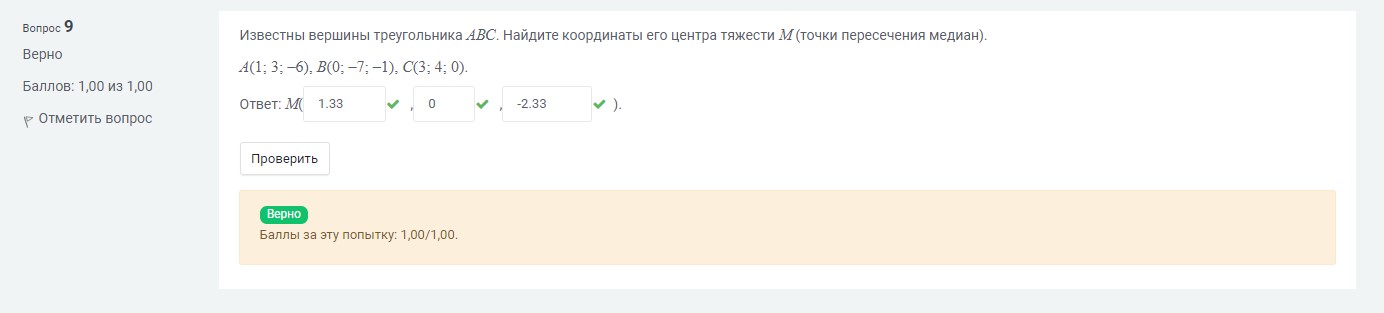 Вопрос 9
Верно
Баллов: 1,00 из 1,00
Отметить вопрос
Известны вершины треугольника ABC. Найдите координаты его центра тяжести M (точки пересечения медиан).
A(1; 3; –6), B(0; –7; –1), C(3; 4; 0).
Ответ: M( 1.33 , 0 , -2.33 ).
Проверить
Верно
Баллы за эту попытку: 1,00/1,00.